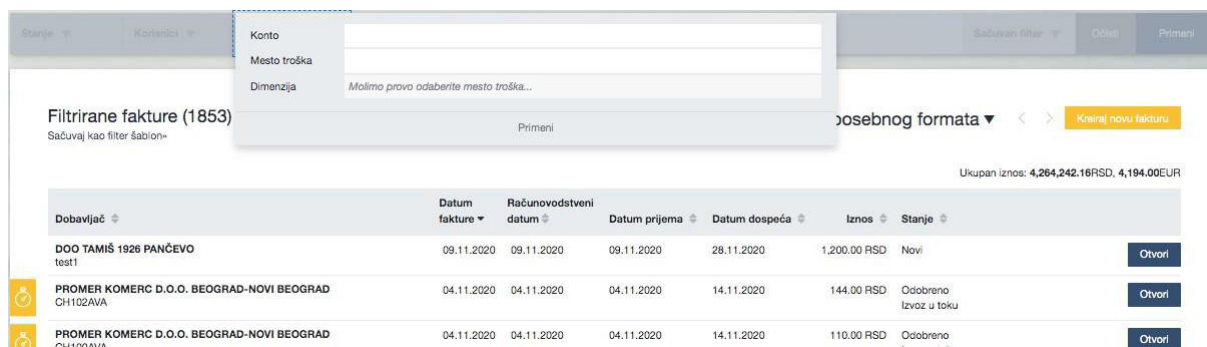 Stanje
Korisnici
Sačuvan filter
Očisti
Primeni
Konto
Mesto troška
Dimenzija Molimo prvo odaberite mesto troška...
Primeni
Filtrirane fakture (1853)
Sačuvaj kao filter šablon»
posebnog formata
Kreiraj novu fakturu
Ukupan iznos: 4,264,242.16RSD, 4,194.00EUR
Dobavljač Datum fakture Računovodstveni datum Datum prijema Datum dospeća Iznos Stanje
DOO TAMIŠ 1926 PANČEVO 09.11.2020 09.11.2020 09.11.2020 28.11.2020 1,200.00 RSD Novi Otvori
test1
PROMER KOMERC D.O.O. BEOGRAD-NOVI BEOGRAD 04.11.2020 04.11.2020 04.11.2020 14.11.2020 144.00 RSD Odobreno Otvori
CH102AVA Izvoz u toku
PROMER KOMERC D.O.O. BEOGRAD-NOVI BEOGRAD 04.11.2020 04.11.2020 04.11.2020 14.11.2020 110.00 RSD Odobreno Otvori